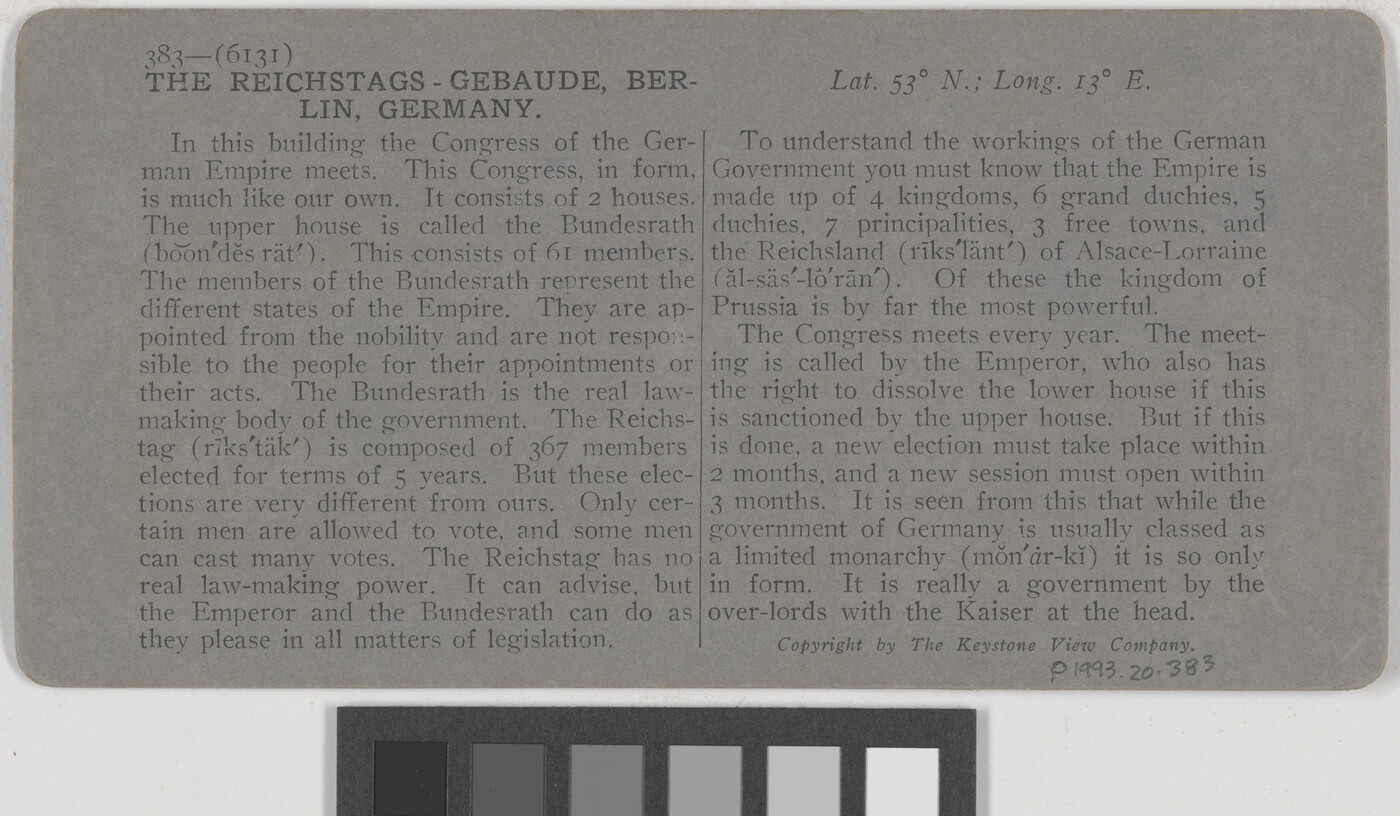 383—(6131)
THE REICHSTAGS-GEBAUDE, BER-
LIN, GERMANY.
In this building the Congress of the Ger-
man Empire meets. This Congress, in form,
is much like our own. It consists of 2 houses.
The upper house is called the Bundesrath
(bo͝on′dĕs rät′). This consists of 61 members.
The members of the Bundesrath represent the
different states of the Empire. They are ap-
pointed from the nobility and are not respon-
sible to the people for their appointments or
their acts. The Bundesrath is the real law-
making body of the government. The Reichs-
tag (rīks′täk′) is composed of 367 members
elected for terms of 5 years. But these elec-
tions are very different from ours. Only cer-
tain men are allowed to vote, and some men
can cast many votes. The Reichstag has no
real law-making power. It can advise, but
the Emperor and the Bundesrath can do as
they please in all matters of legislation.
Lat. 53° N.; Long. 13° E.
To understand the workings of the German
Government you must know that the Empire is
made up of 4 kingdoms, 6 grand duchies, 5
duchies, 7 principalities, 3 free towns, and
the Reichsland (rīks′länt′) of Alsace-Lorraine
(ăl-säs′-lô′rān′). Of these the kingdom of
Prussia is by far the most powerful.
The Congress meets every year. The meet-
ing is called by the Emperor, who also has
the right to dissolve the lower house if this
is sanctioned by the upper house. But if this
is done, a new election must take place within
2 months, and a new session must open within
3 months. It is seen from this that while the
government of Germany is usually classed as
a limited monarchy (mŏn′ȧr-kĭ) it is so only
in form. It is really a government by the
over-lords with the Kaiser at the head.
Copyright by The Keystone View Company.
P1993.20.383